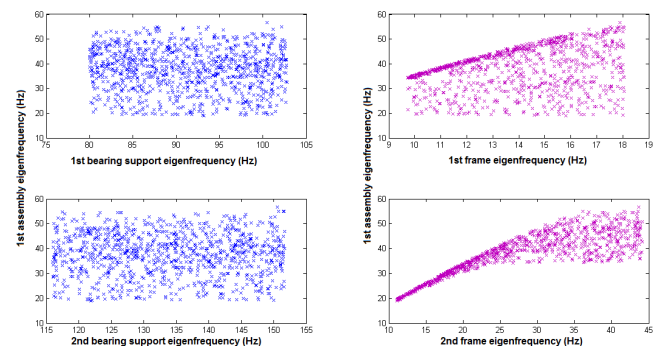 60
50
40
30
20
10
75 80 85 90 95 100 105
1st bearing support eigenfrequency (Hz)
60
50
40
30
20
10
9 10 11 12 13 14 15 16 17 18 19
1st frame eigenfrequency (Hz)
1st assembly eigenfrequency (Hz)
1st assembly eigenfrequency (Hz)
60
50
40
30
20
10
115 120 125 130 135 140 145 150 155
2nd bearing support eigenfrequency (Hz)
60
50
40
30
20
10
10 15 20 25 30 35 40 45
2nd frame eigenfrequency (Hz)